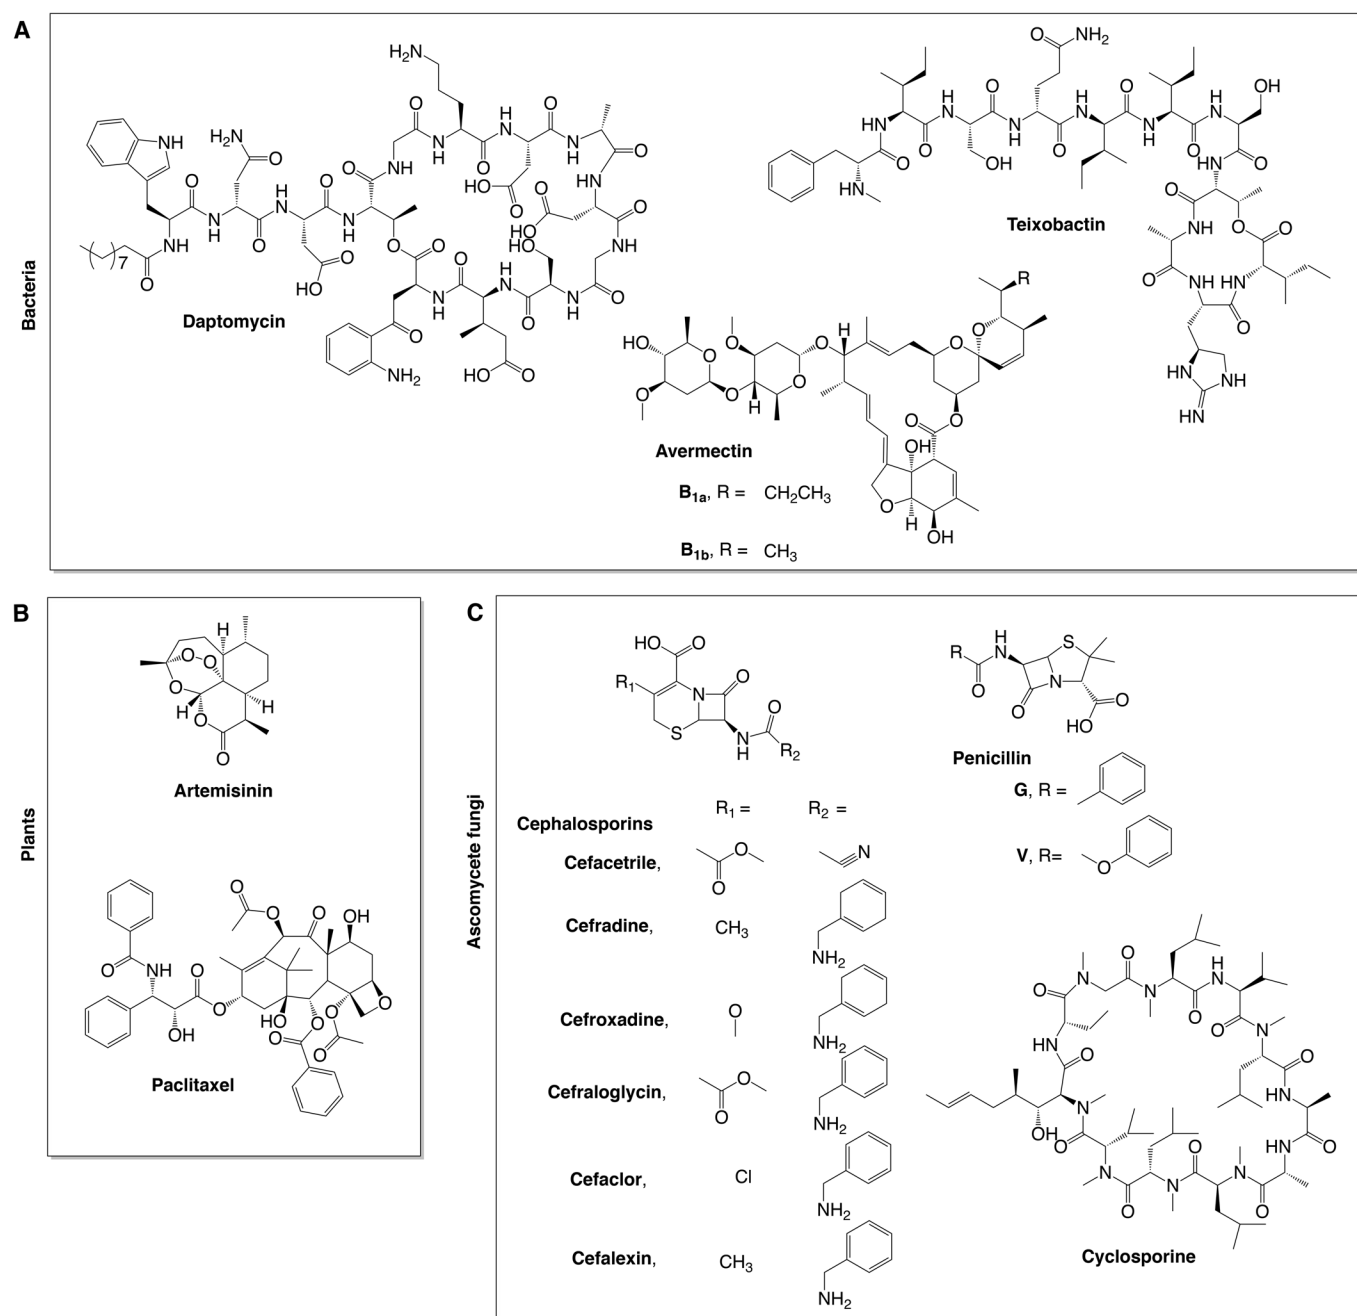 A
Bacteria
Daptomycin
Teixobactin
Avermectin
B1a, R = CH2CH3
B1b, R = CH3
B
Plants
Artemisinin
Paclitaxel
C
Ascomycete fungi
Cephalosporins
R1 = R2 =
Cefacetrile,
Cefradine, CH3
Cefroxadine,
Cefraloglycin,
Cefaclor, Cl
Cefalexin, CH3
Penicillin
G, R =
V, R=
Cyclosporine